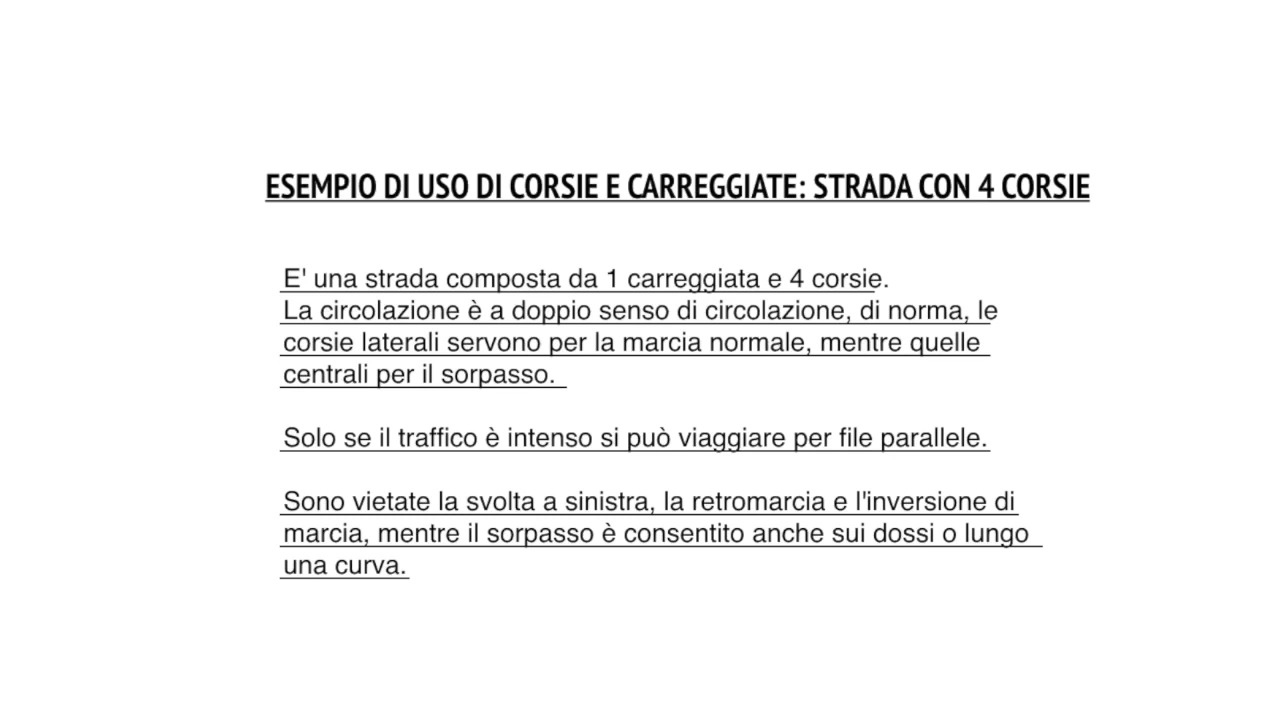 ESEMPIO DI USO DI CORSIE E CARREGGIATE: STRADA CON 4 CORSIE
E' una strada composta da 1 carreggiata e 4 corsie.
La circolazione è a doppio senso di circolazione, di norma, le
corsie laterali servono per la marcia normale, mentre quelle
centrali per il sorpasso.
Solo se il traffico è intenso si può viaggiare per file parallele.
Sono vietate la svolta a sinistra, la retromarcia e l'inversione di
marcia, mentre il sorpasso è consentito anche sui dossi o lungo
una curva.